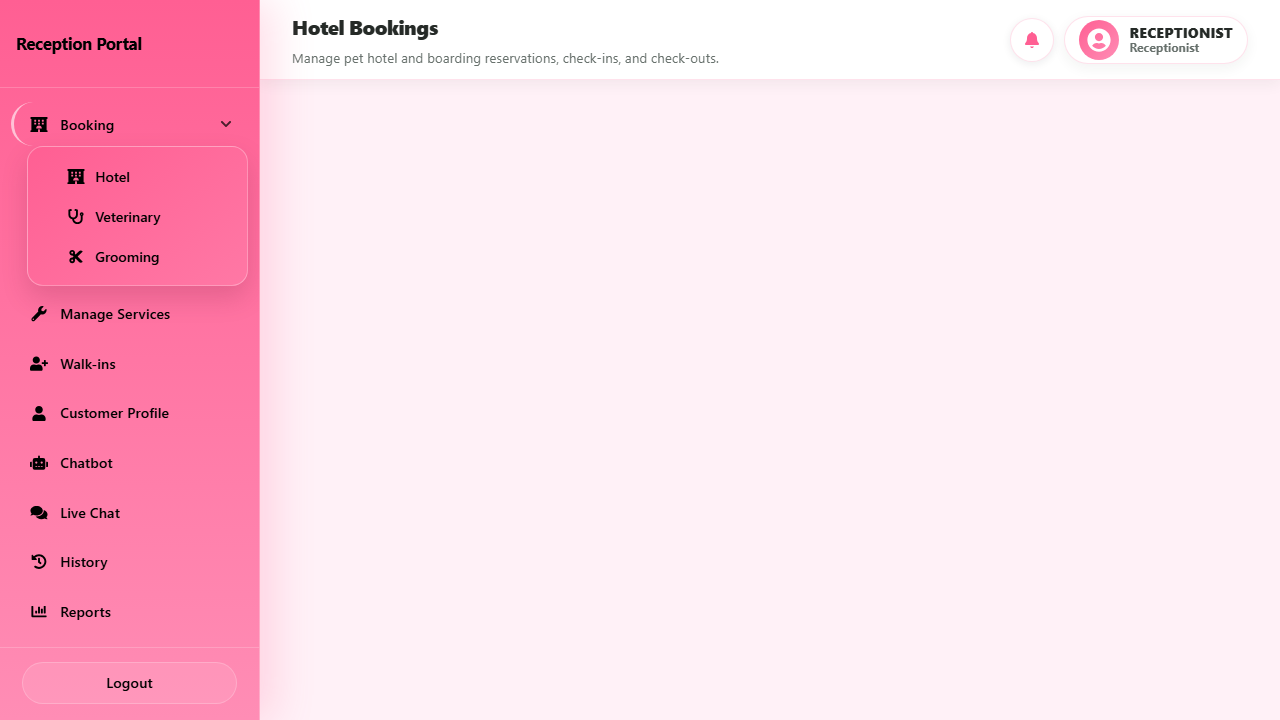 Reception Portal
Booking
Hotel
Veterinary
Grooming
Manage Services
Walk-ins
Customer Profile
Chatbot
Live Chat
History
Reports
Logout
Hotel Bookings
Manage pet hotel and boarding reservations, check-ins, and check-outs.
RECEPTIONIST
Receptionist